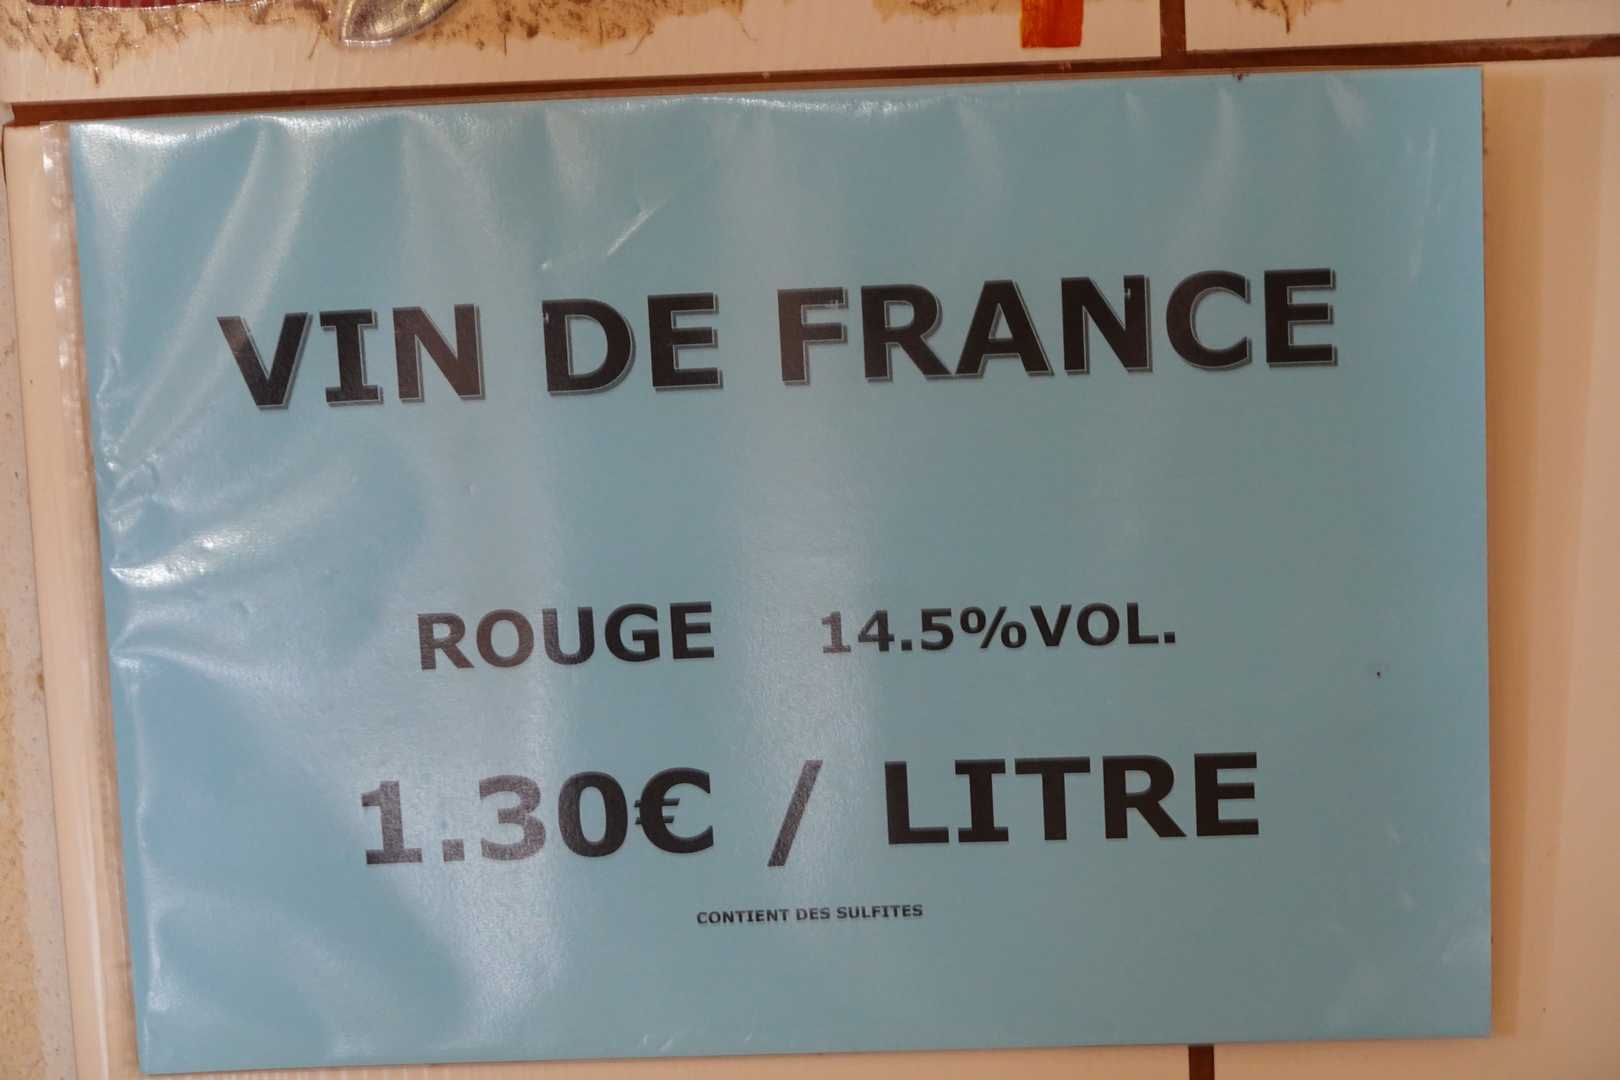 VIN DE FRANCE
ROUGE 14.5%VOL.
1.30€ / LITRE
CONTIENT DES SULFITES